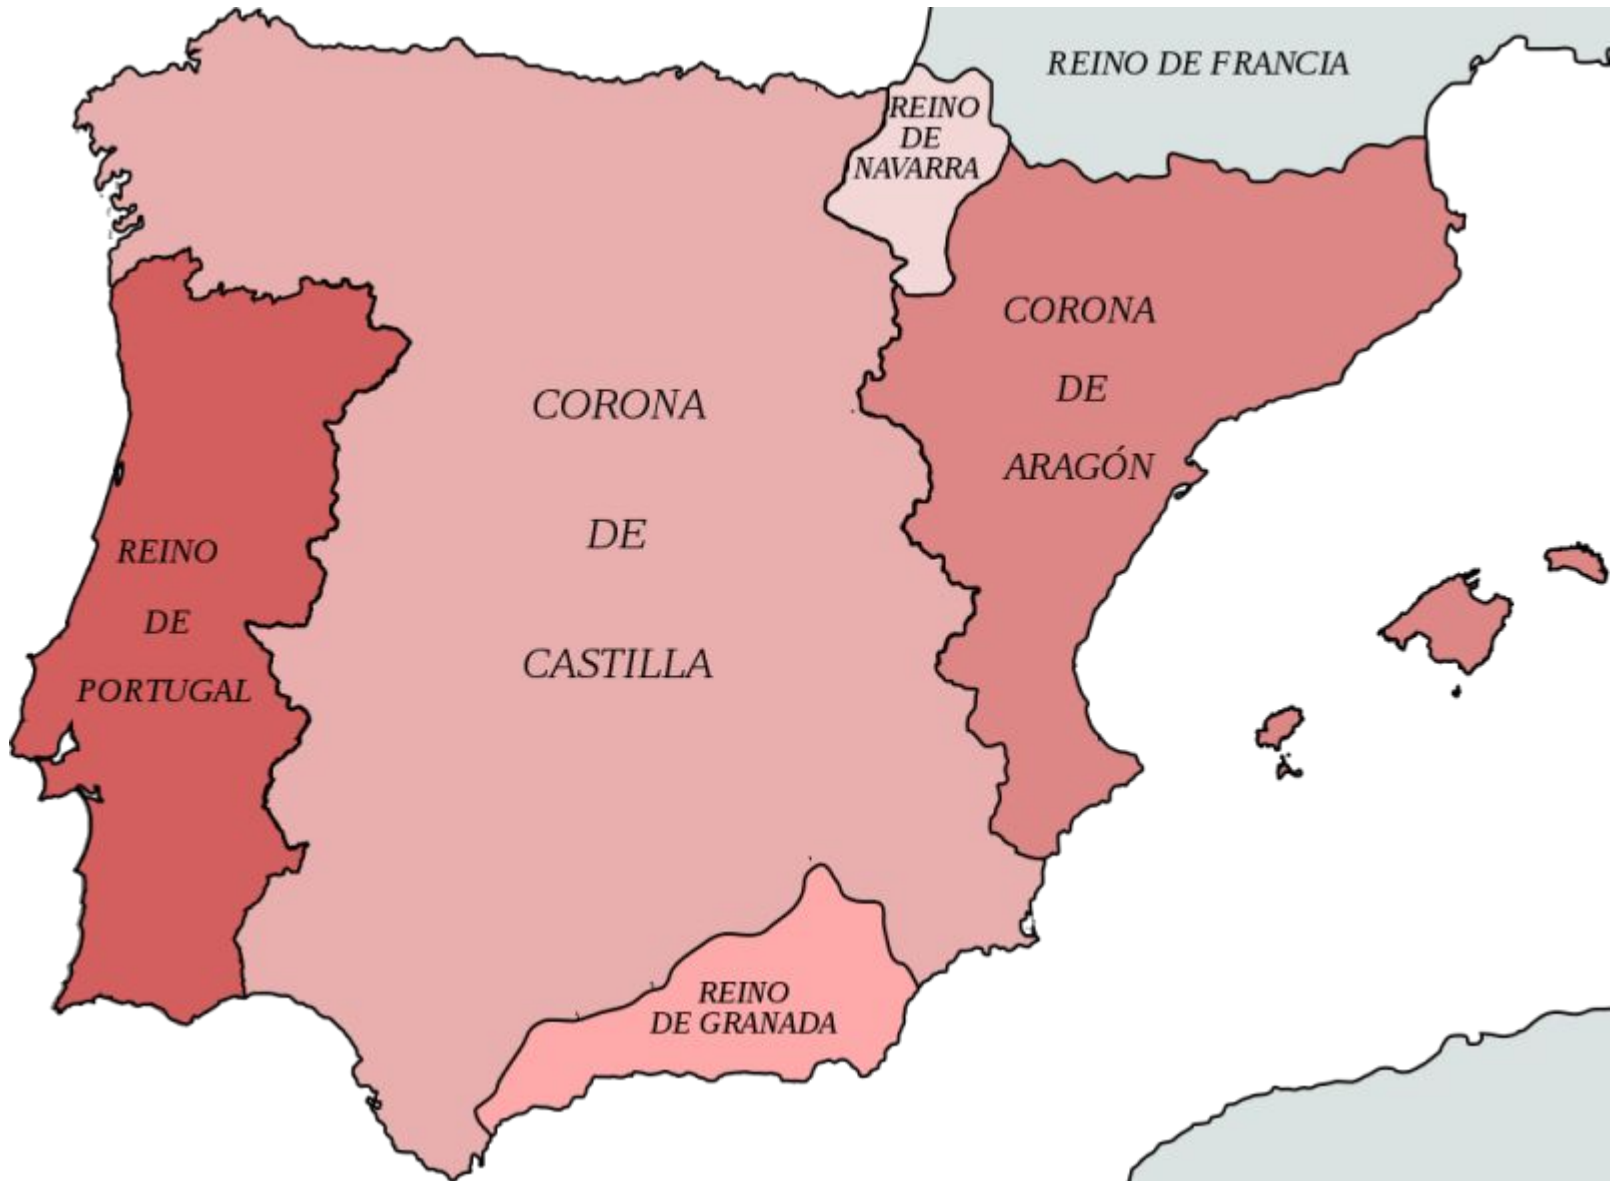 REINO DE FRANCIA
REINO
DE
NAVARRA
CORONA
DE
ARAGÓN
CORONA
DE
CASTILLA
REINO
DE
PORTUGAL
REINO
DE GRANADA